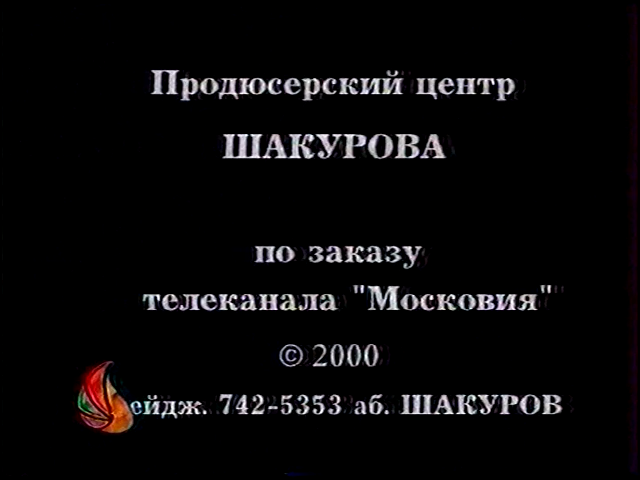 Продюсерский центр
ШАКУРОВА
по заказу
телеканала "Московия"
© 2000
ейдж. 742-5353 аб. ШАКУРОВ